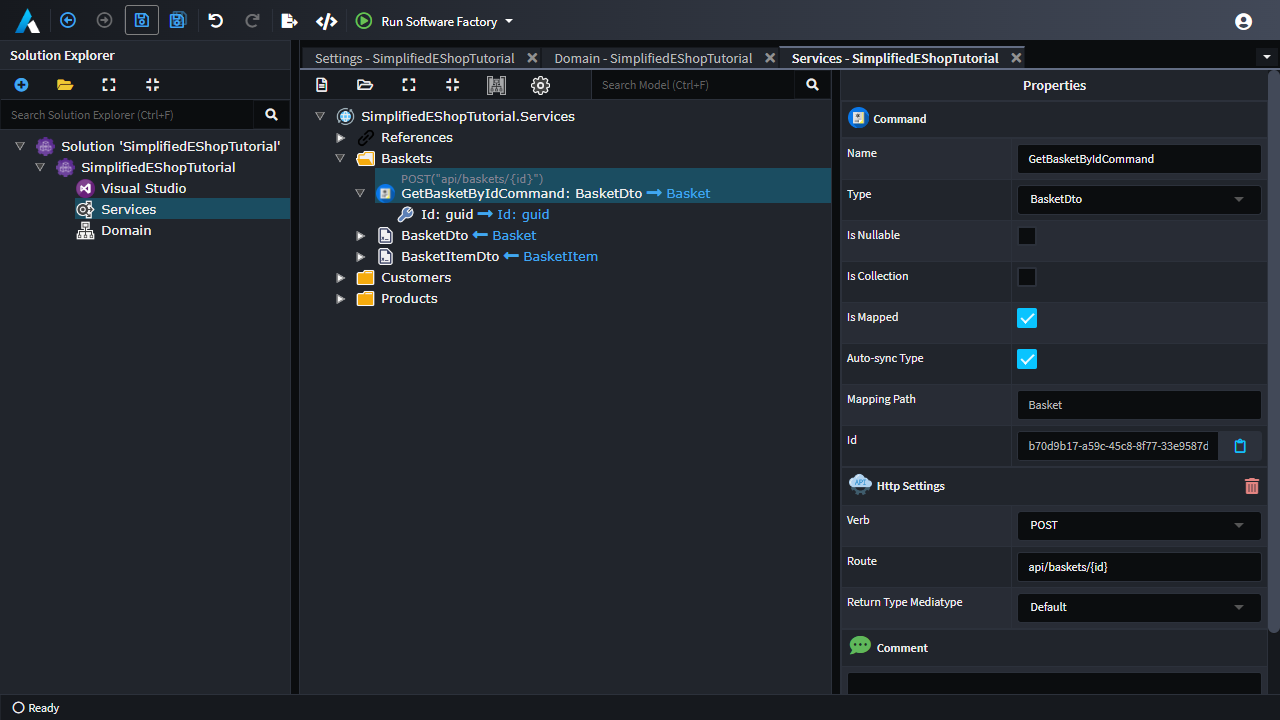 Run Software Factory
Solution Explorer
Search Solution Explorer (Ctrl+F)
Solution 'SimplifiedEShopTutorial'
SimplifiedEShopTutorial
Visual Studio
Services
Domain
Settings - SimplifiedEShopTutorial
Domain - SimplifiedEShopTutorial
Services - SimplifiedEShopTutorial
Search Model (Ctrl+F)
SimplifiedEShopTutorial.Services
References
Baskets
POST("api/baskets/{id}")
GetBasketByIdCommand: BasketDto → Basket
Id: guid → Id: guid
BasketDto ← Basket
BasketItemDto ← BasketItem
Customers
Products
Properties
Command
Name
GetBasketByIdCommand
Type
BasketDto
Is Nullable
Is Collection
Is Mapped
Auto-sync Type
Mapping Path
Basket
Id
b70d9b17-a59c-45c8-8f77-33e9587d
API
Http Settings
Verb
POST
Route
api/baskets/{id}
Return Type Mediatype
Default
Comment
Ready